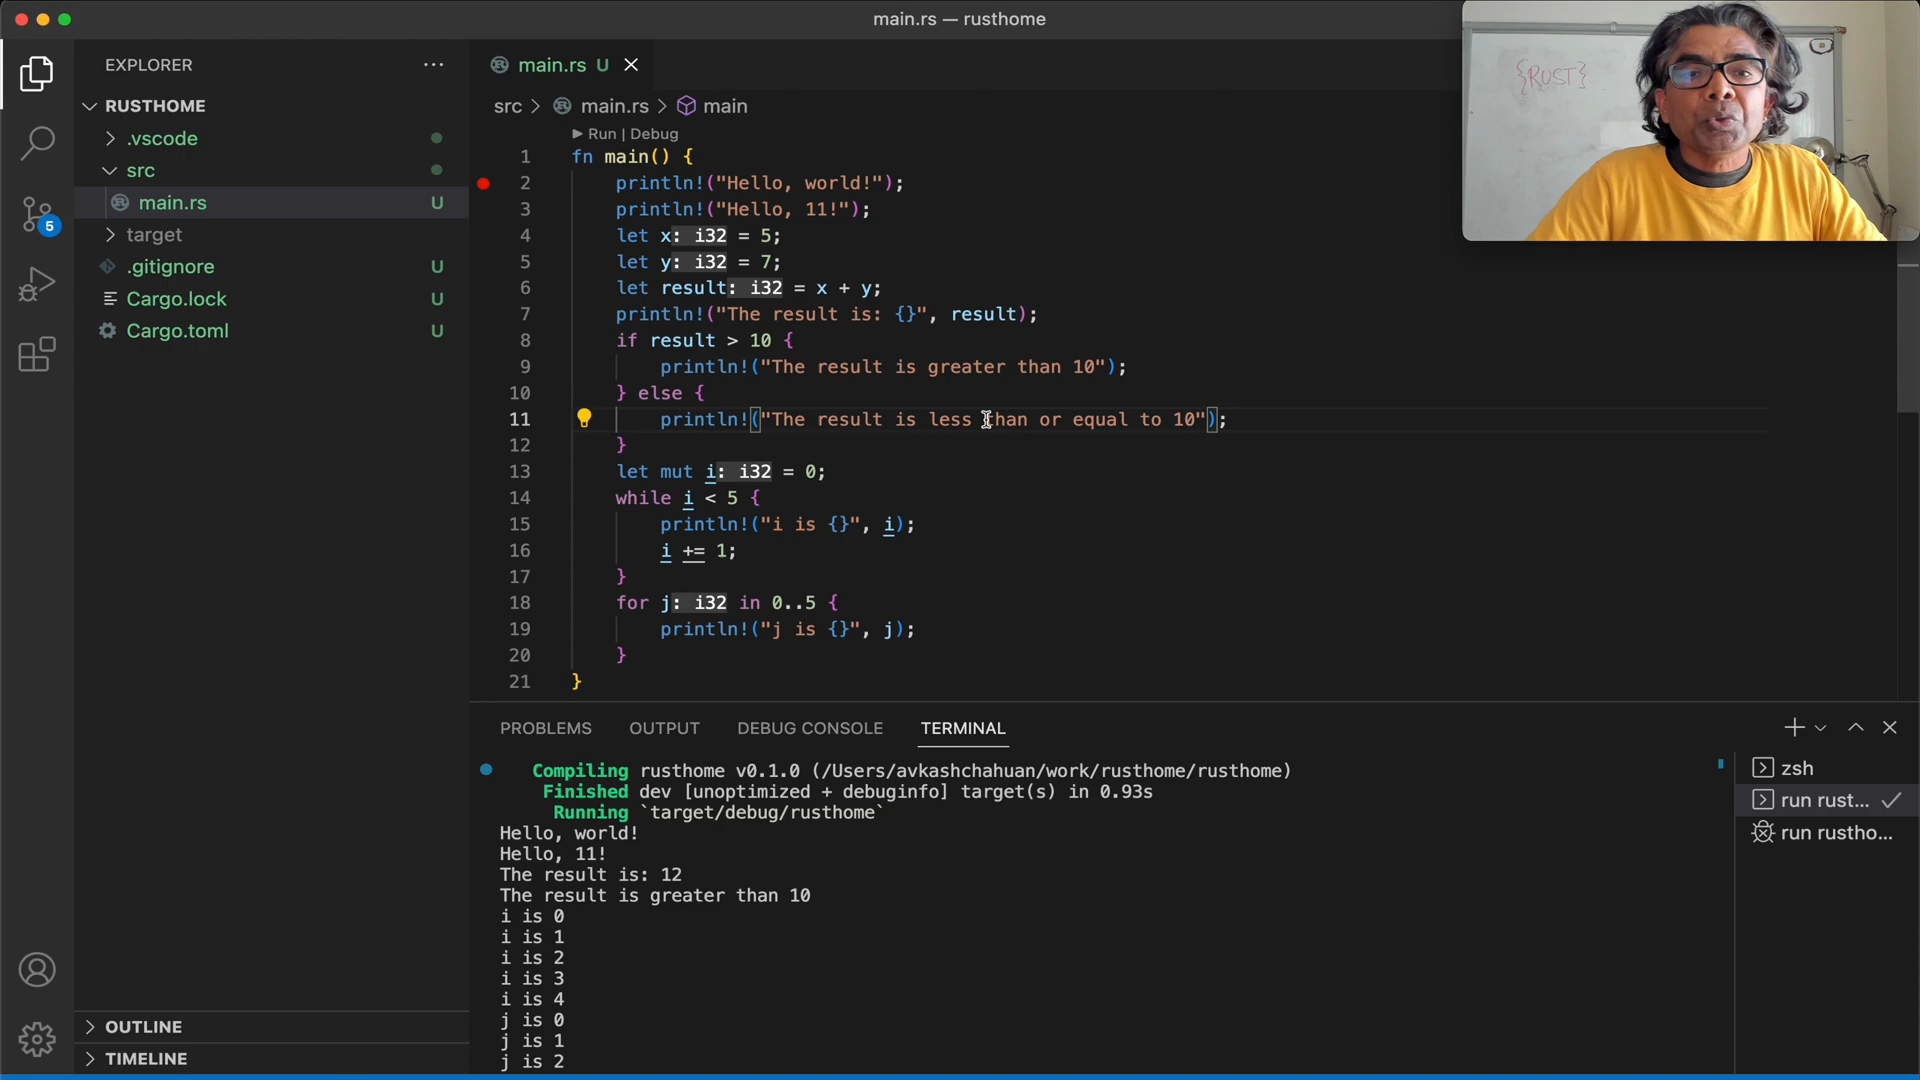 main.rs — rusthome
EXPLORER
RUSTHOME
.vscode
src
main.rs U
target
.gitignore U
Cargo.lock U
Cargo.toml U
OUTLINE
TIMELINE
5
main.rs U
src > main.rs > main
Run | Debug
1 fn main() {
2 println!("Hello, world!");
3 println!("Hello, 11!");
4 let x: i32 = 5;
5 let y: i32 = 7;
6 let result: i32 = x + y;
7 println!("The result is: {}", result);
8 if result > 10 {
9 println!("The result is greater than 10");
10 } else {
11 println!("The result is less than or equal to 10");
12 }
13 let mut i: i32 = 0;
14 while i < 5 {
15 println!("i is {}", i);
16 i += 1;
17 }
18 for j: i32 in 0..5 {
19 println!("j is {}", j);
20 }
21 }
{RUST}
PROBLEMS OUTPUT DEBUG CONSOLE TERMINAL
Compiling rusthome v0.1.0 (/Users/avkashchahuan/work/rusthome/rusthome)
Finished dev [unoptimized + debuginfo] target(s) in 0.93s
Running `target/debug/rusthome`
Hello, world!
Hello, 11!
The result is: 12
The result is greater than 10
i is 0
i is 1
i is 2
i is 3
i is 4
j is 0
j is 1
j is 2
zsh
run rust...
run rustho...